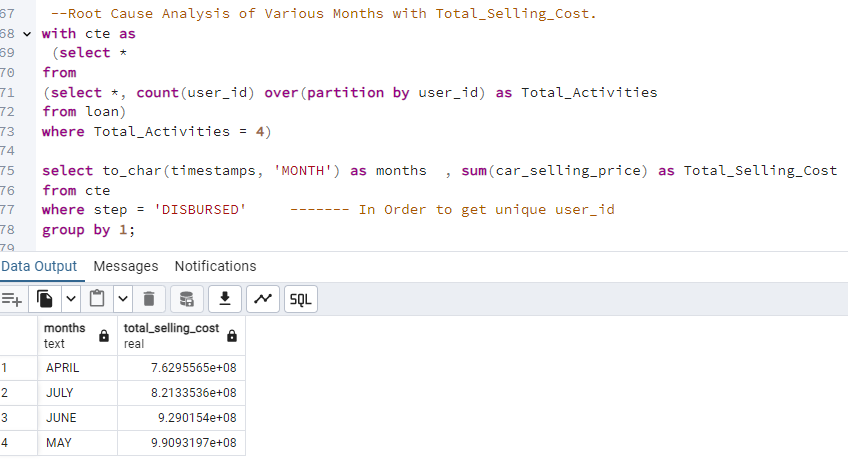 67 --Root Cause Analysis of Various Months with Total_Selling_Cost.
68 with cte as
69 (select *
70 from
71 (select *, count(user_id) over(partition by user_id) as Total_Activities
72 from loan)
73 where Total_Activities = 4)
74
75 select to_char(timestamps, 'MONTH') as months , sum(car_selling_price) as Total_Selling_Cost
76 from cte
77 where step = 'DISBURSED' ------- In Order to get unique user_id
78 group by 1;
79
Data Output Messages Notifications
SQL
months total_selling_cost
text real
1 APRIL 7.6295565e+08
2 JULY 8.2133536e+08
3 JUNE 9.290154e+08
4 MAY 9.9093197e+08